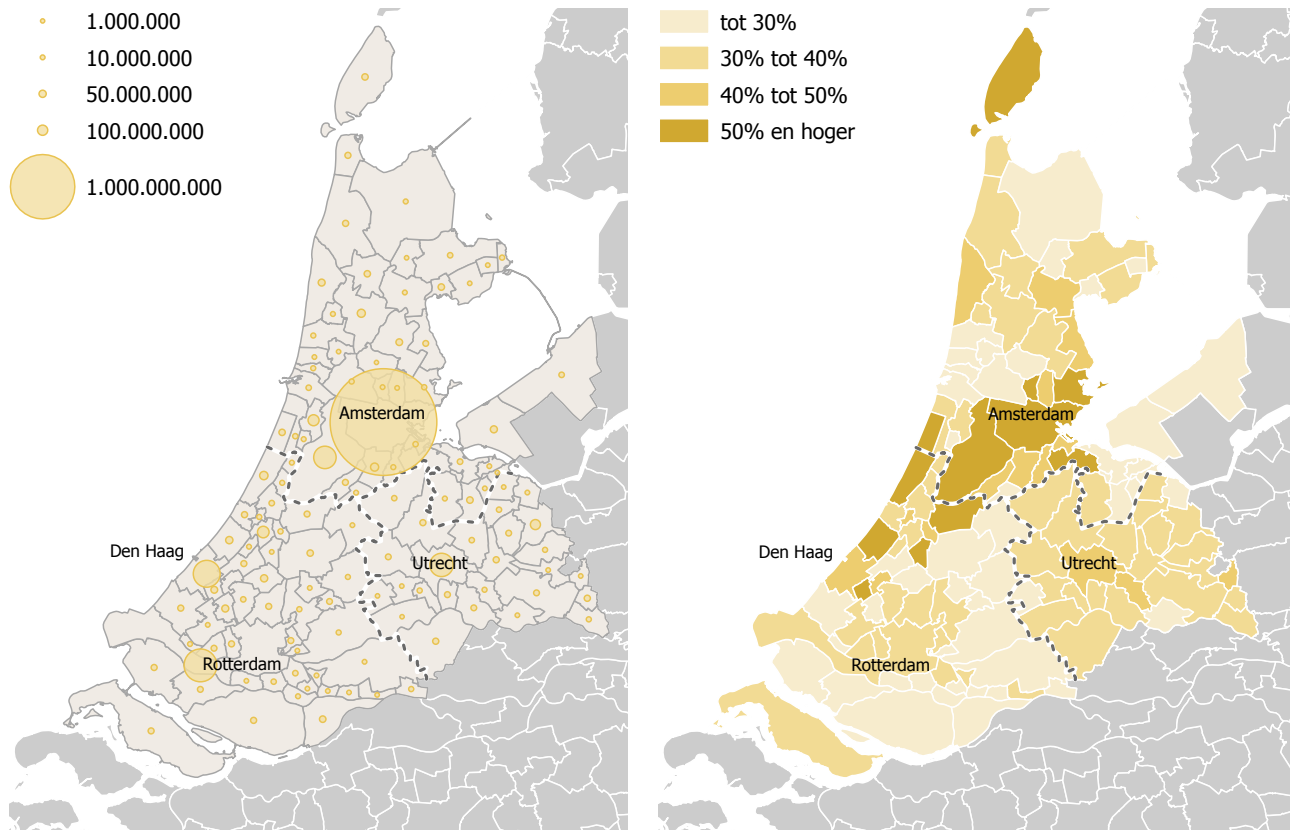 1.000.000
10.000.000
50.000.000
100.000.000
1.000.000.000
Amsterdam
Den Haag
Utrecht
Rotterdam
tot 30%
30% tot 40%
40% tot 50%
50% en hoger
Amsterdam
Den Haag
Utrecht
Rotterdam